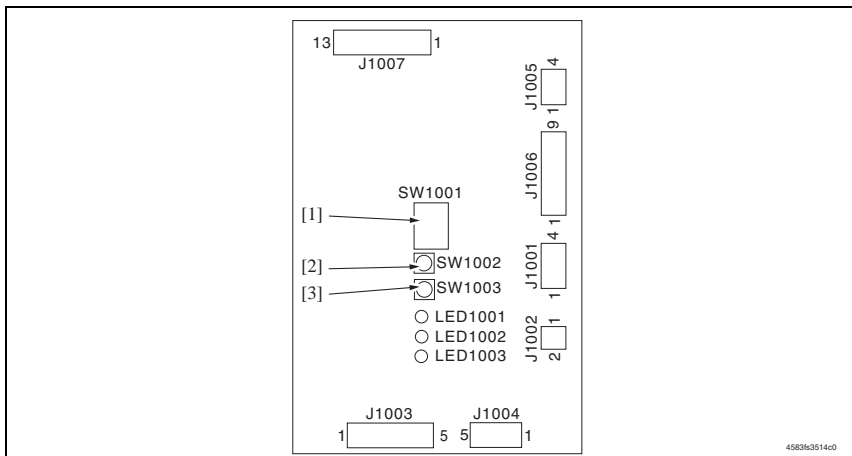 13 1
J1007
J1005
4
1
J1006
9
1
SW1001
[1]
[2]
SW1002
[3]
SW1003
J1001
4
1
LED1001
LED1002
LED1003
J1002
1
2
J1003
1 5
J1004
5 1
4583fs3514c0